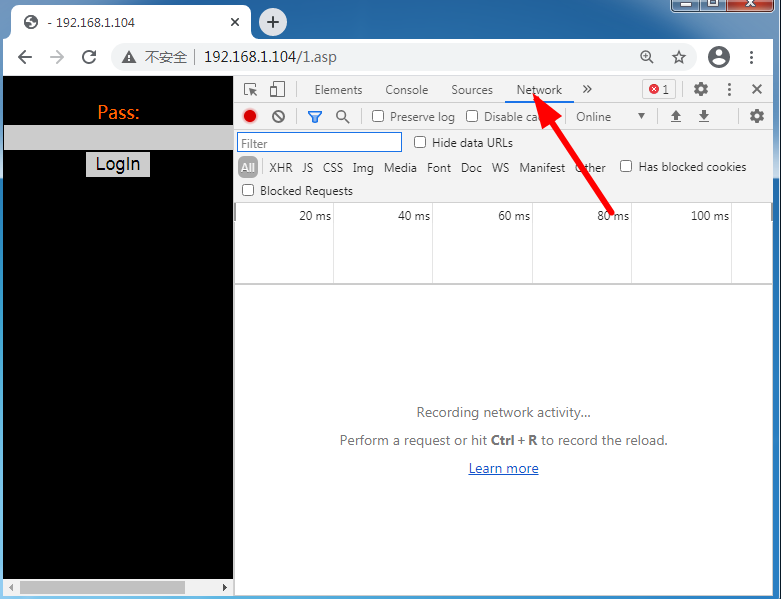 - 192.168.1.104
不安全 192.168.1.104/1.asp
Pass:
LogIn
Elements Console Sources Network » 1
Preserve log Disable ca Online
Filter Hide data URLs
All XHR JS CSS Img Media Font Doc WS Manifest Other Has blocked cookies
Blocked Requests
20 ms 40 ms 60 ms 80 ms 100 ms
Recording network activity...
Perform a request or hit Ctrl + R to record the reload.
Learn more